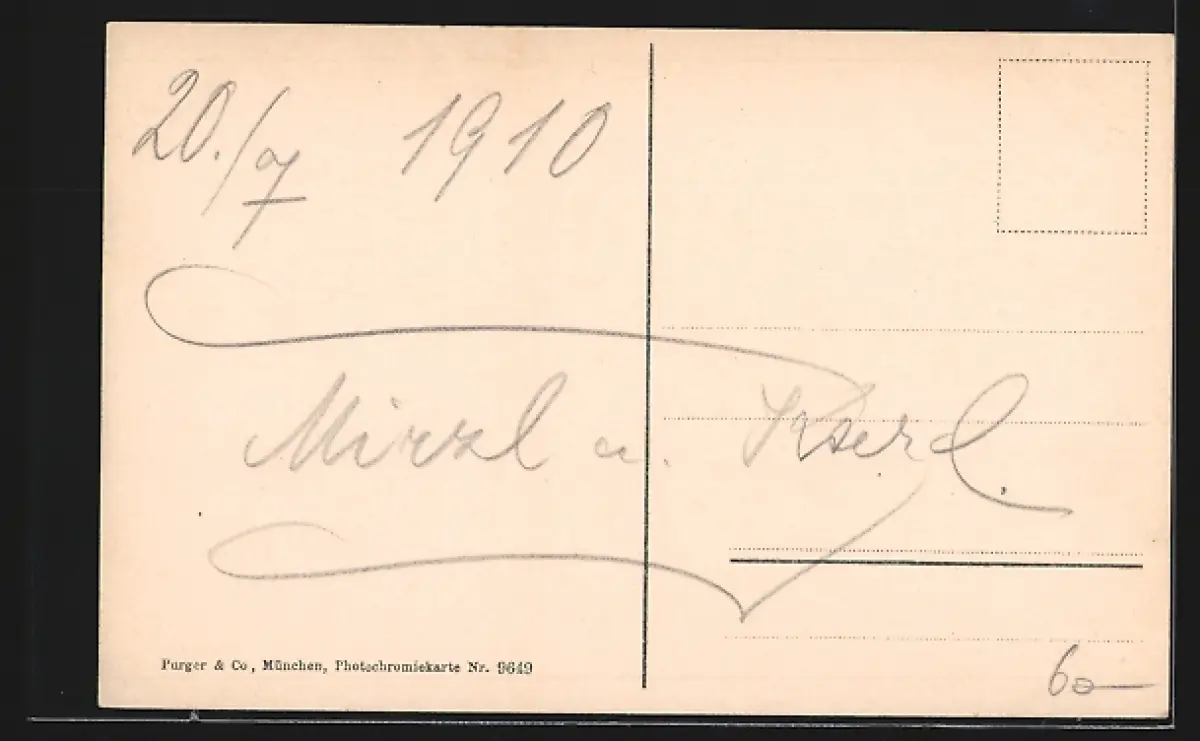 20./7 1910
Mirzl u.
Purger & Co, München, Photochromiekarte Nr. 9649
60-